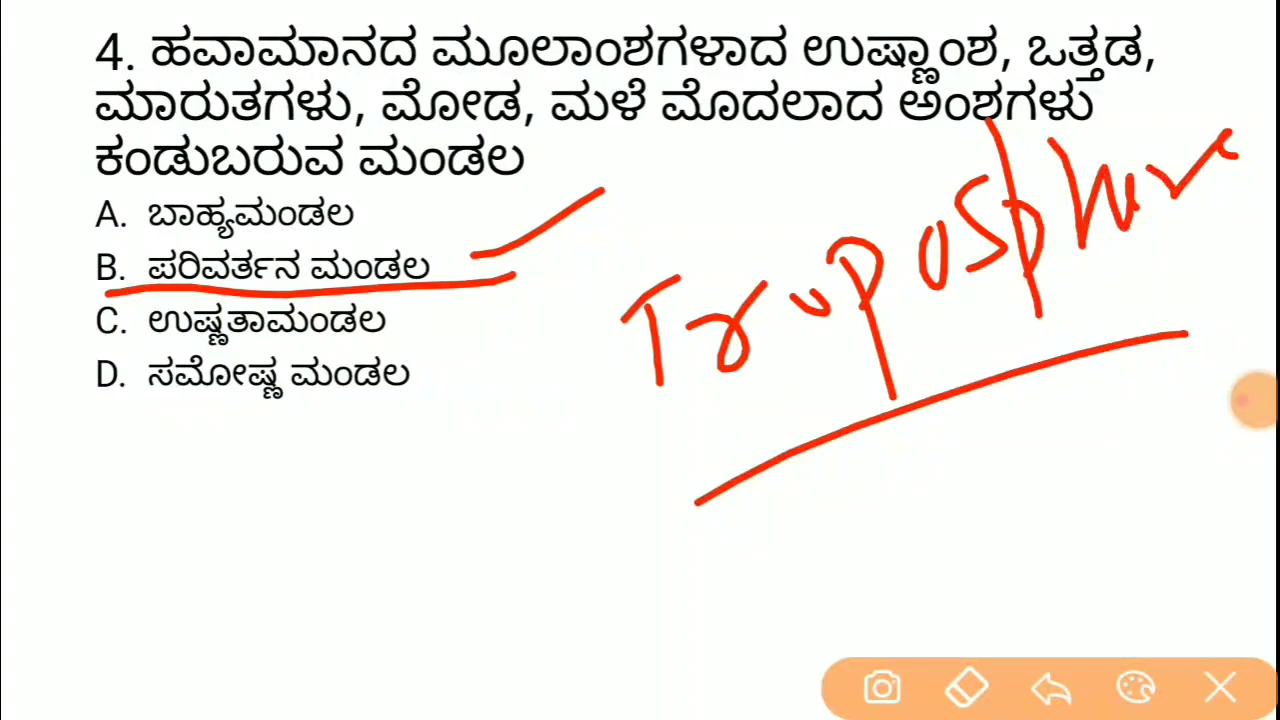 4. ಹವಾಮಾನದ ಮೂಲಾಂಶಗಳಾದ ಉಷ್ಣಾಂಶ, ಒತ್ತಡ,
ಮಾರುತಗಳು, ಮೋಡ, ಮಳೆ ಮೊದಲಾದ ಅಂಶಗಳು
ಕಂಡುಬರುವ ಮಂಡಲ
A. ಬಾಹ್ಯಮಂಡಲ
B. ಪರಿವರ್ತನ ಮಂಡಲ
C. ಉಷ್ಣತಾಮಂಡಲ
D. ಸಮೋಷ್ಣ ಮಂಡಲ
Troposphere